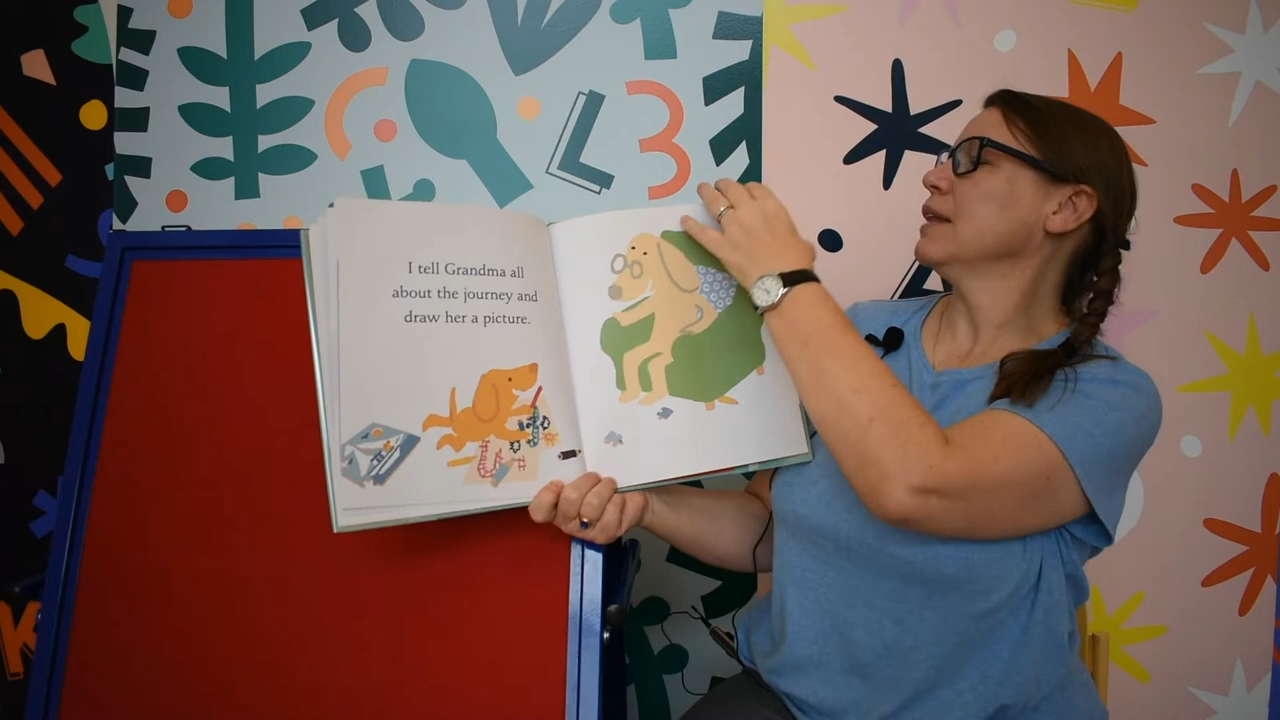 I tell Grandma all
about the journey and
draw her a picture.